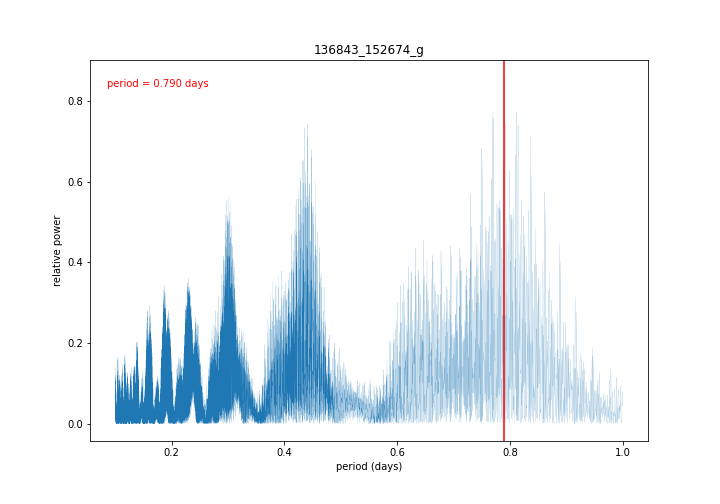 136843_152674_g
period = 0.790 days
relative power
0.8
0.6
0.4
0.2
0.0
0.2 0.4 0.6 0.8 1.0
period (days)